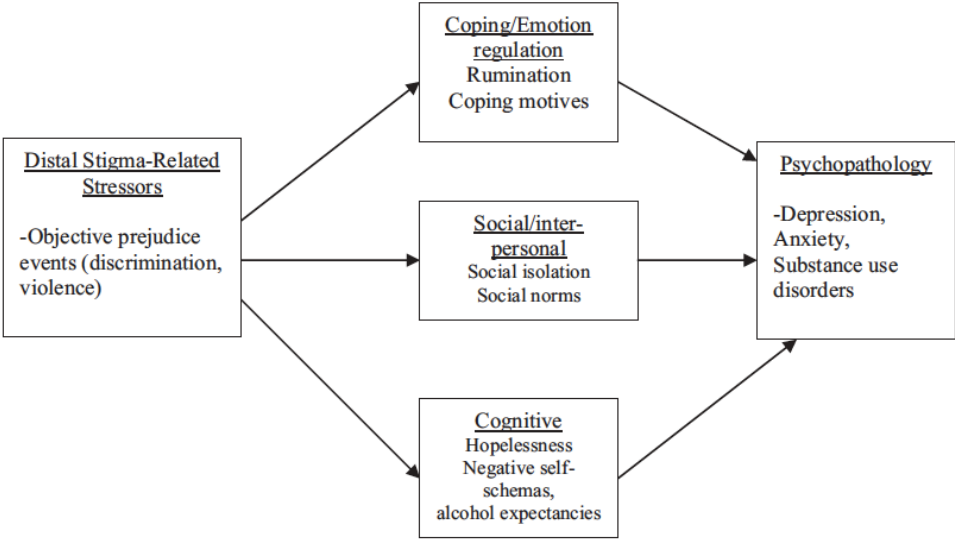 Coping/Emotion
regulation
Rumination
Coping motives
Distal Stigma-Related
Stressors
-Objective prejudice
events (discrimination,
violence)
Social/inter-
personal
Social isolation
Social norms
Cognitive
Hopelessness
Negative self-
schemas,
alcohol expectancies
Psychopathology
-Depression,
Anxiety,
Substance use
disorders